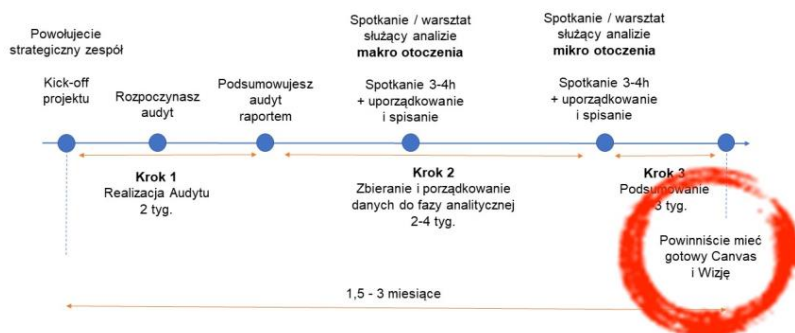 Powołujecie
strategiczny zespół
Kick-off
projektu
Rozpoczynasz
audyt
Podsumowujesz
audyt
raportem
Spotkanie / warsztat
służący analizie
makro otoczenia
Spotkanie 3-4h
+ uporządkowanie
i spisanie
Spotkanie / warsztat
służący analizie
mikro otoczenia
Spotkanie 3-4h
+ uporządkowanie
i spisanie
Krok 1
Realizacja Audytu
2 tyg.
Krok 2
Zbieranie i porządkowanie
danych do fazy analitycznej
2-4 tyg.
Krok 3
Podsumowanie
3 tyg.
Powinniście mieć
gotowy Canvas
i Wizję
1,5 - 3 miesiące